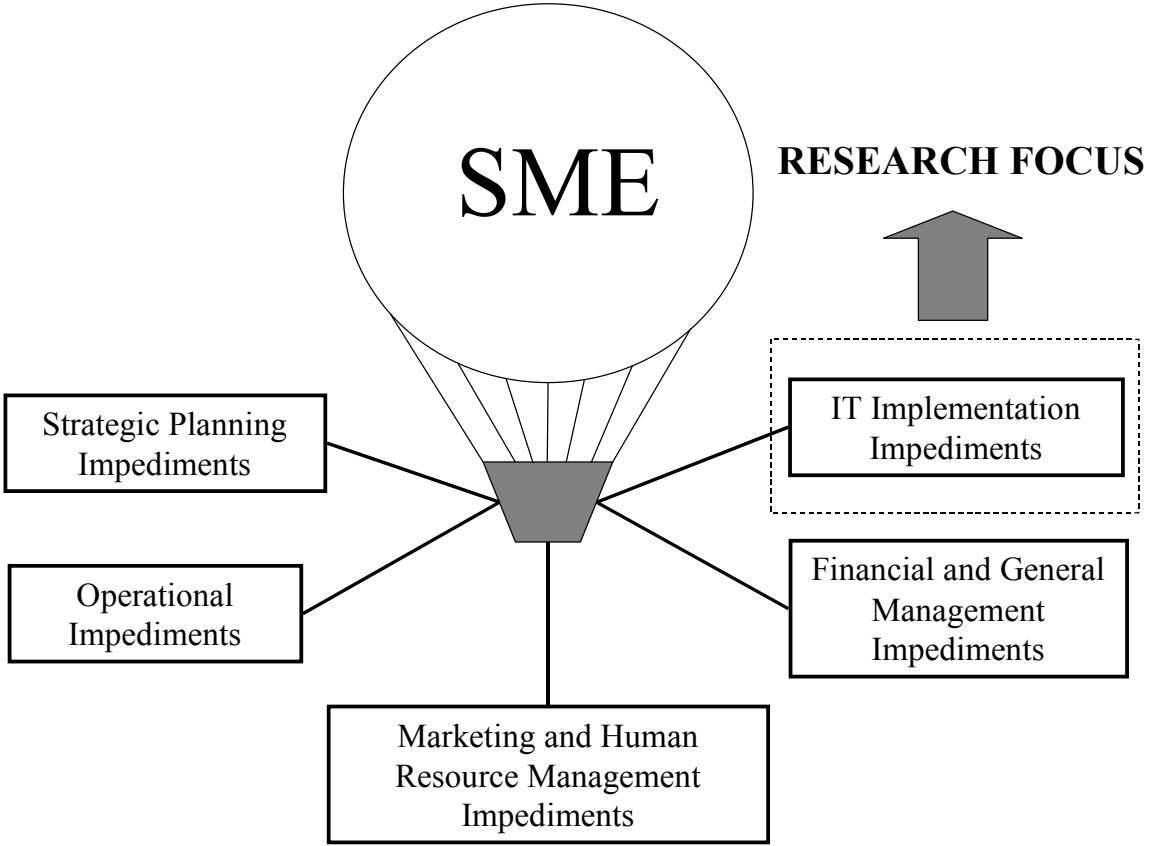 SME
RESEARCH FOCUS
Strategic Planning
Impediments
IT Implementation
Impediments
Operational
Impediments
Financial and General
Management
Impediments
Marketing and Human
Resource Management
Impediments